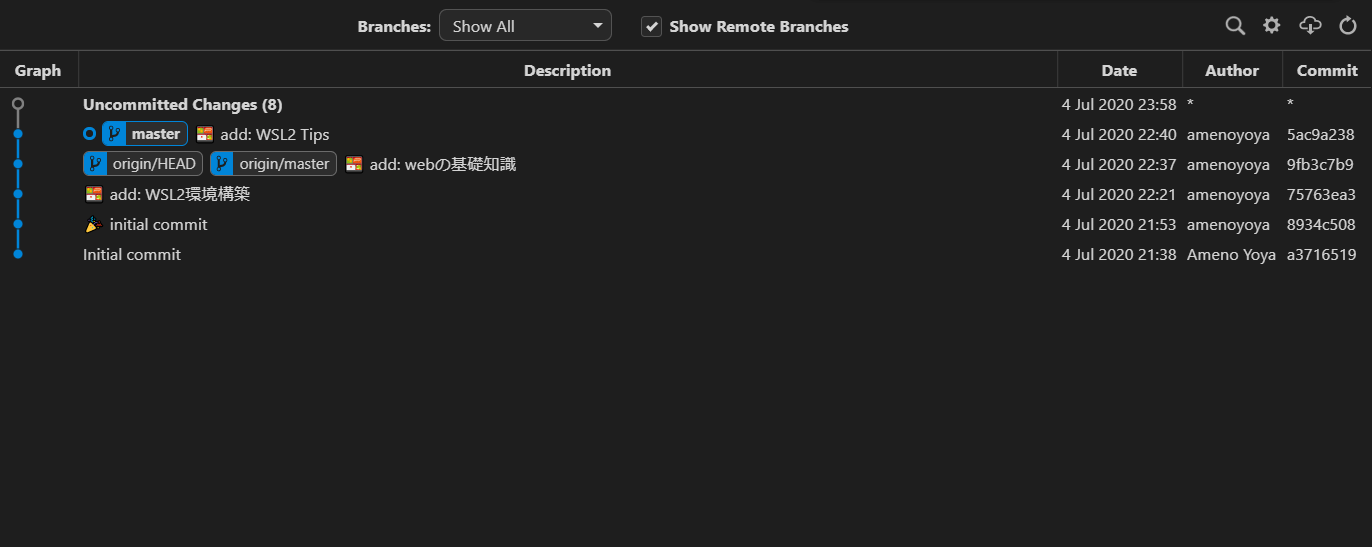 Branches: Show All Show Remote Branches
Graph Description Date Author Commit
Uncommitted Changes (8) 4 Jul 2020 23:58 * *
master 🍱 add: WSL2 Tips 4 Jul 2020 22:40 amenoyoya 5ac9a238
origin/HEAD origin/master 🍱 add: webの基礎知識 4 Jul 2020 22:37 amenoyoya 9fb3c7b9
🍱 add: WSL2環境構築 4 Jul 2020 22:21 amenoyoya 75763ea3
🎉 initial commit 4 Jul 2020 21:53 amenoyoya 8934c508
Initial commit 4 Jul 2020 21:38 Ameno Yoya a3716519